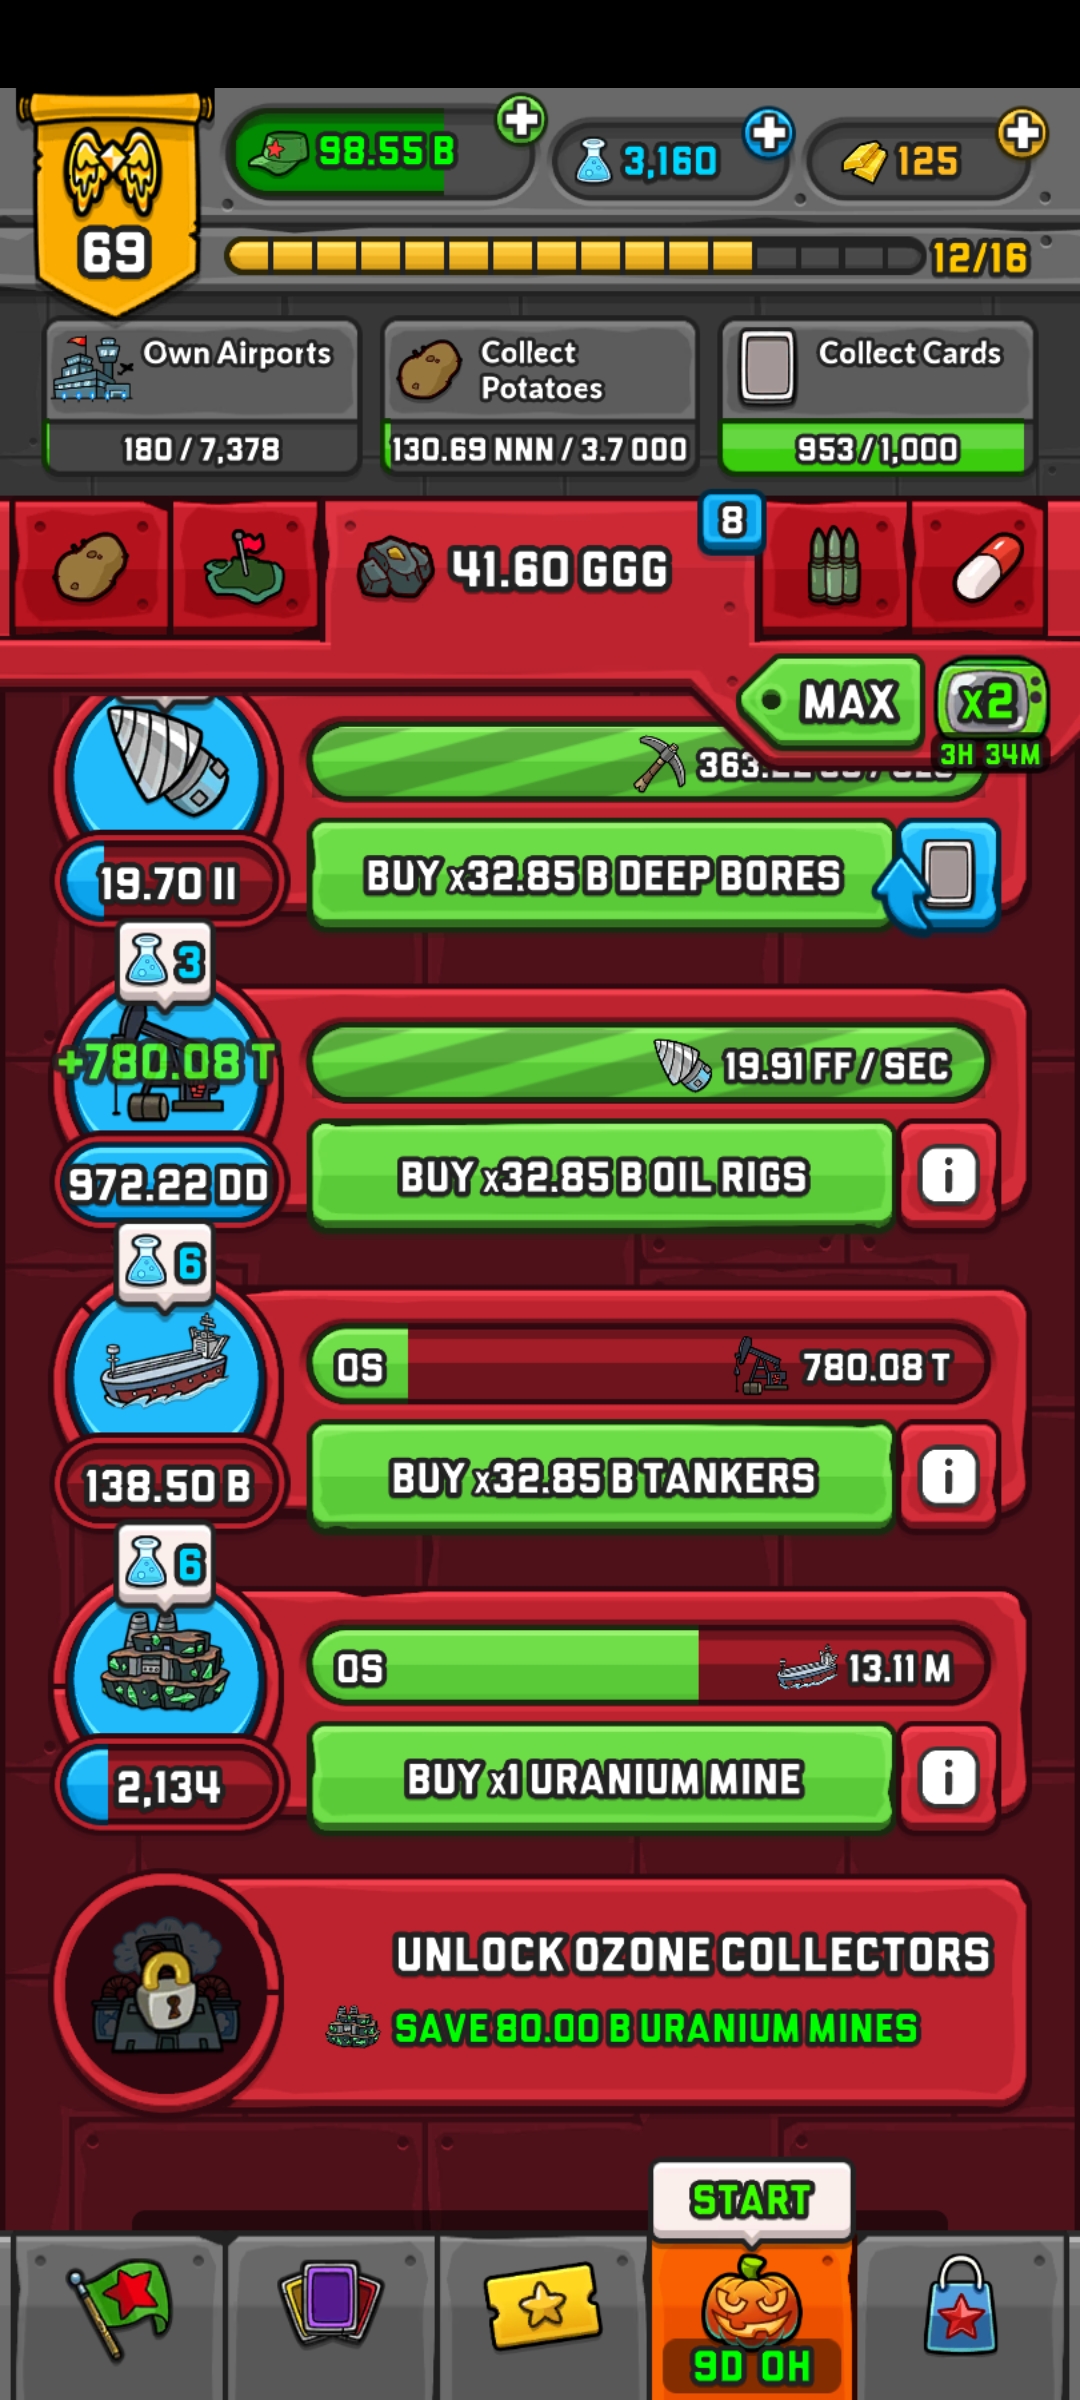 98.55 B
3,160
125
69
12/16
Own Airports
180 / 7,378
Collect
Potatoes
130.69 NNN / 3.7 OOO
Collect Cards
953 / 1,000
41.60 GGG
8
MAX
x2
3H 34M
19.70 II
BUY x32.85 B DEEP BORES
3
+780.08 T
19.91 FF / SEC
972.22 DD
BUY x32.85 B OIL RIGS
6
0S
780.08 T
138.50 B
BUY x32.85 B TANKERS
6
0S
13.11 M
2,134
BUY x1 URANIUM MINE
UNLOCK OZONE COLLECTORS
SAVE 80.00 B URANIUM MINES
START
9D 0H